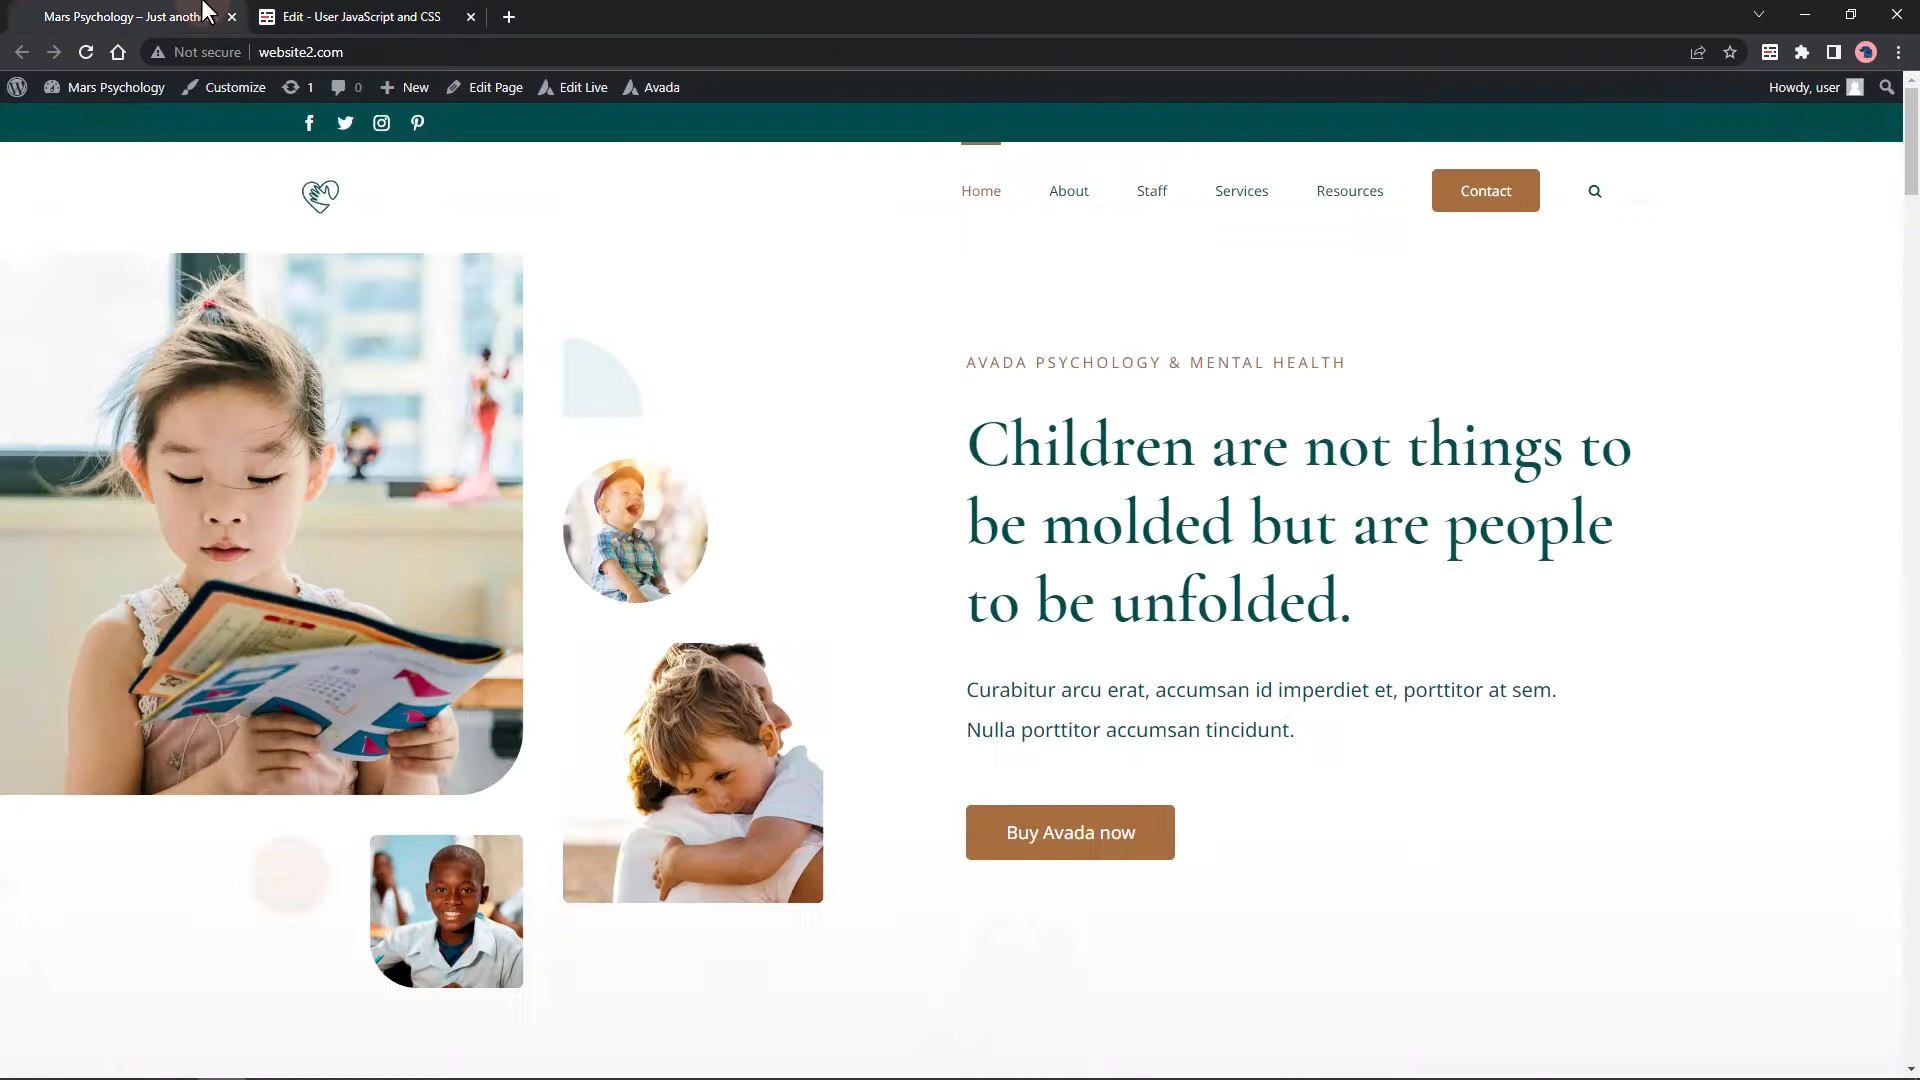 Mars Psychology – Just anoth
Edit - User JavaScript and CSS
Not secure
website2.com
Mars Psychology
Customize
1
0
New
Edit Page
Edit Live
Avada
Howdy, user
Home
About
Staff
Services
Resources
Contact
AVADA PSYCHOLOGY & MENTAL HEALTH
Children are not things to
be molded but are people
to be unfolded.
Curabitur arcu erat, accumsan id imperdiet et, porttitor at sem.
Nulla porttitor accumsan tincidunt.
Buy Avada now